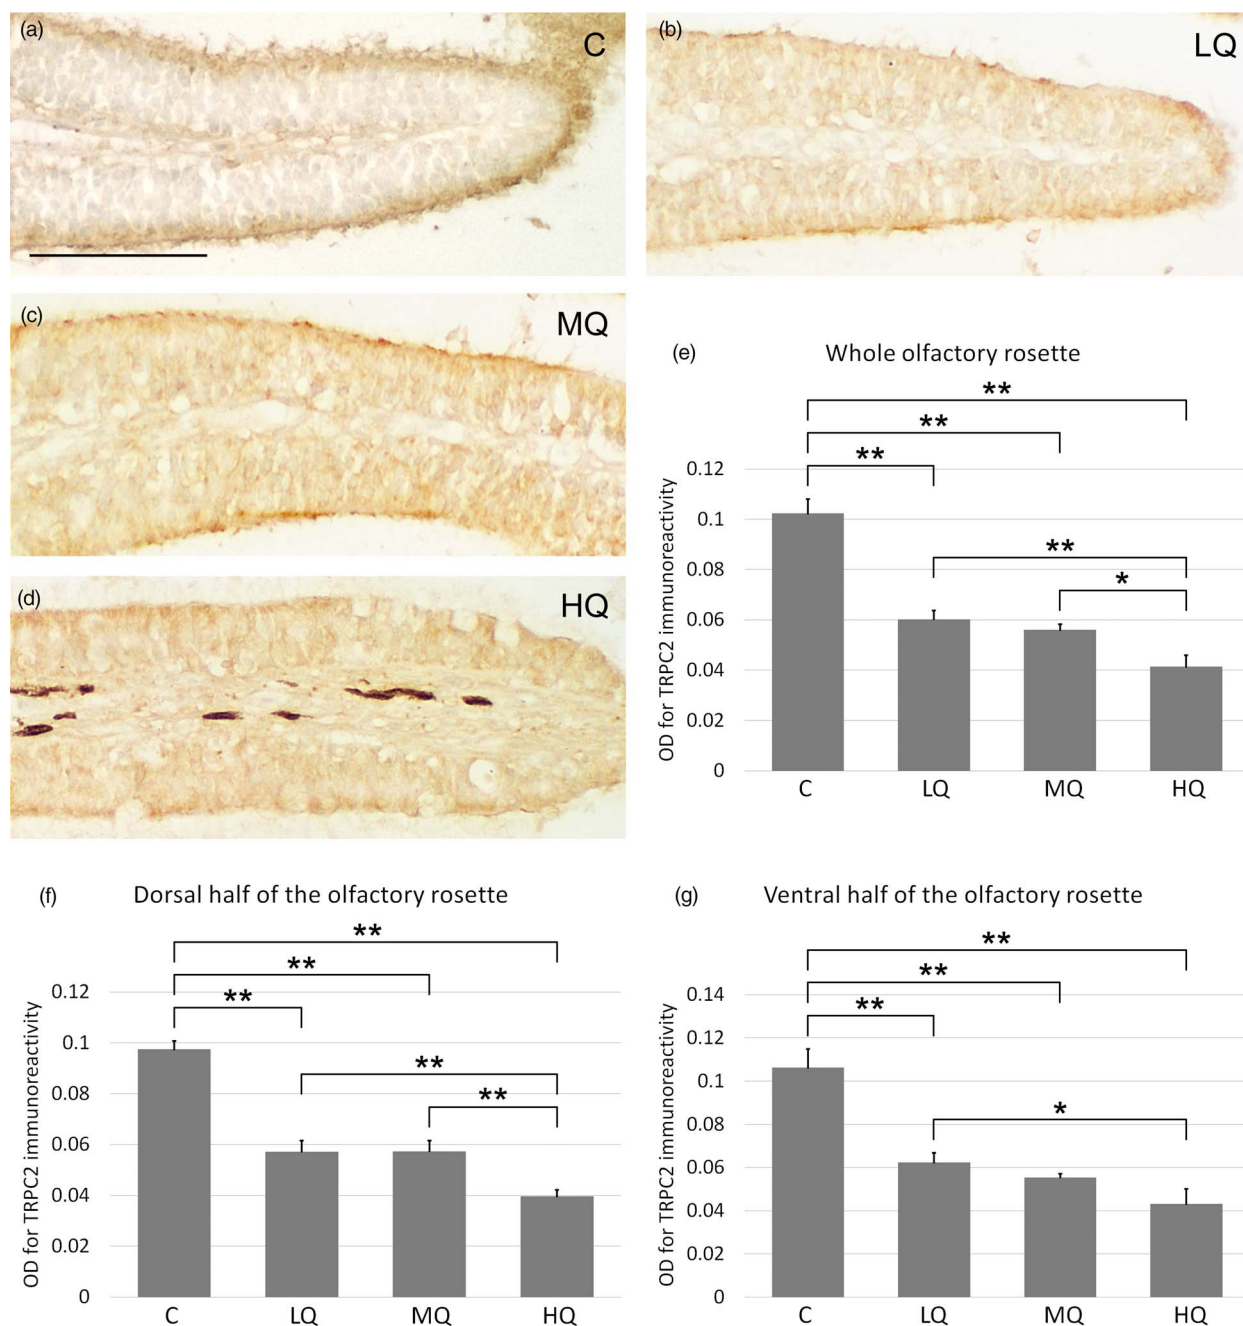 (a)
C
(b)
LQ
(c)
MQ
(d)
HQ
(e)
Whole olfactory rosette
**
**
**
**
*
OD for TRPC2 immunoreactivity
0.12
0.1
0.08
0.06
0.04
0.02
0
C LQ MQ HQ
(f)
Dorsal half of the olfactory rosette
**
**
**
**
**
OD for TRPC2 immunoreactivity
0.12
0.1
0.08
0.06
0.04
0.02
0
C LQ MQ HQ
(g)
Ventral half of the olfactory rosette
**
**
**
*
OD for TRPC2 immunoreactivity
0.14
0.12
0.1
0.08
0.06
0.04
0.02
0
C LQ MQ HQ